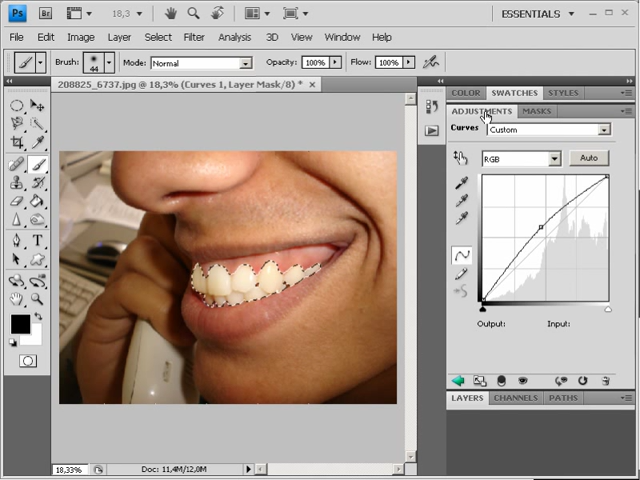 Ps Br 18,3 ESSENTIALS
File Edit Image Layer Select Filter Analysis 3D View Window Help
Brush: 44 Mode: Normal Opacity: 100% Flow: 100%
208825_6737.jpg @ 18,3% (Curves 1, Layer Mask/8) *
COLOR SWATCHES STYLES
ADJUSTMENTS MASKS
Curves Custom
RGB Auto
T
Output: Input:
LAYERS CHANNELS PATHS
18,33% Doc: 11,4M/12,0M